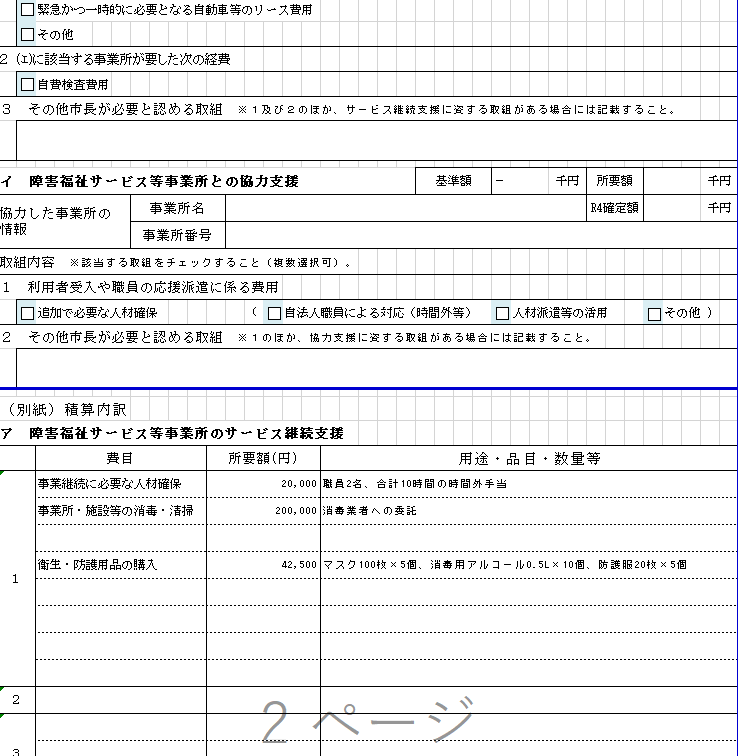 緊急かつ一時的に必要となる自動車等のリース費用
その他
2 (ｴ)に該当する事業所が要した次の経費
自費検査費用
3 その他市長が必要と認める取組 ※１及び２のほか、サービス継続支援に資する取組がある場合には記載すること。
イ 障害福祉サービス等事業所との協力支援 基準額 － 千円 所要額 千円
協力した事業所の情報 事業所名 R4確定額 千円
事業所番号
取組内容 ※該当する取組をチェックすること（複数選択可）。
1 利用者受入や職員の応援派遣に係る費用
追加で必要な人材確保 （ 自法人職員による対応（時間外等） 人材派遣等の活用 その他 ）
2 その他市長が必要と認める取組 ※１のほか、協力支援に資する取組がある場合には記載すること。
（別紙）積算内訳
ア 障害福祉サービス等事業所のサービス継続支援
費目 所要額(円) 用途・品目・数量等
事業継続に必要な人材確保 20,000 職員2名、合計10時間の時間外手当
事業所・施設等の消毒・清掃 200,000 消毒業者への委託
衛生・防護用品の購入 42,500 マスク100枚×5個、消毒用アルコール0.5L×10個、防護服20枚×5個
1
2
2 ページ
3